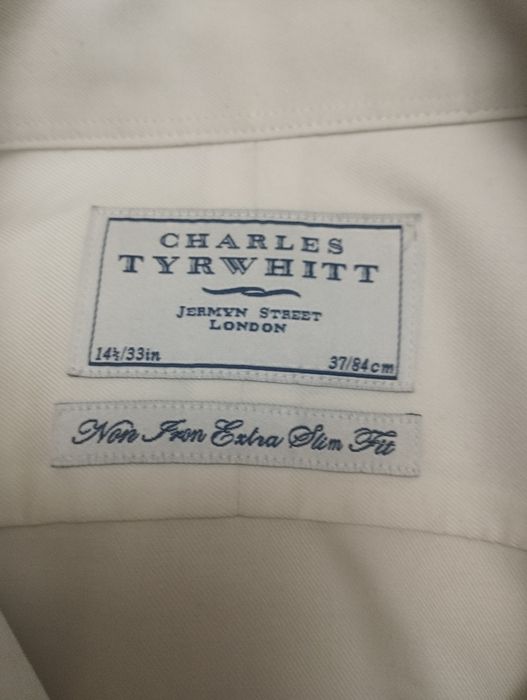 CHARLES
TYRWHITT
JERMYN STREET
LONDON
14½/33in 37/84cm
Non Iron Extra Slim Fit